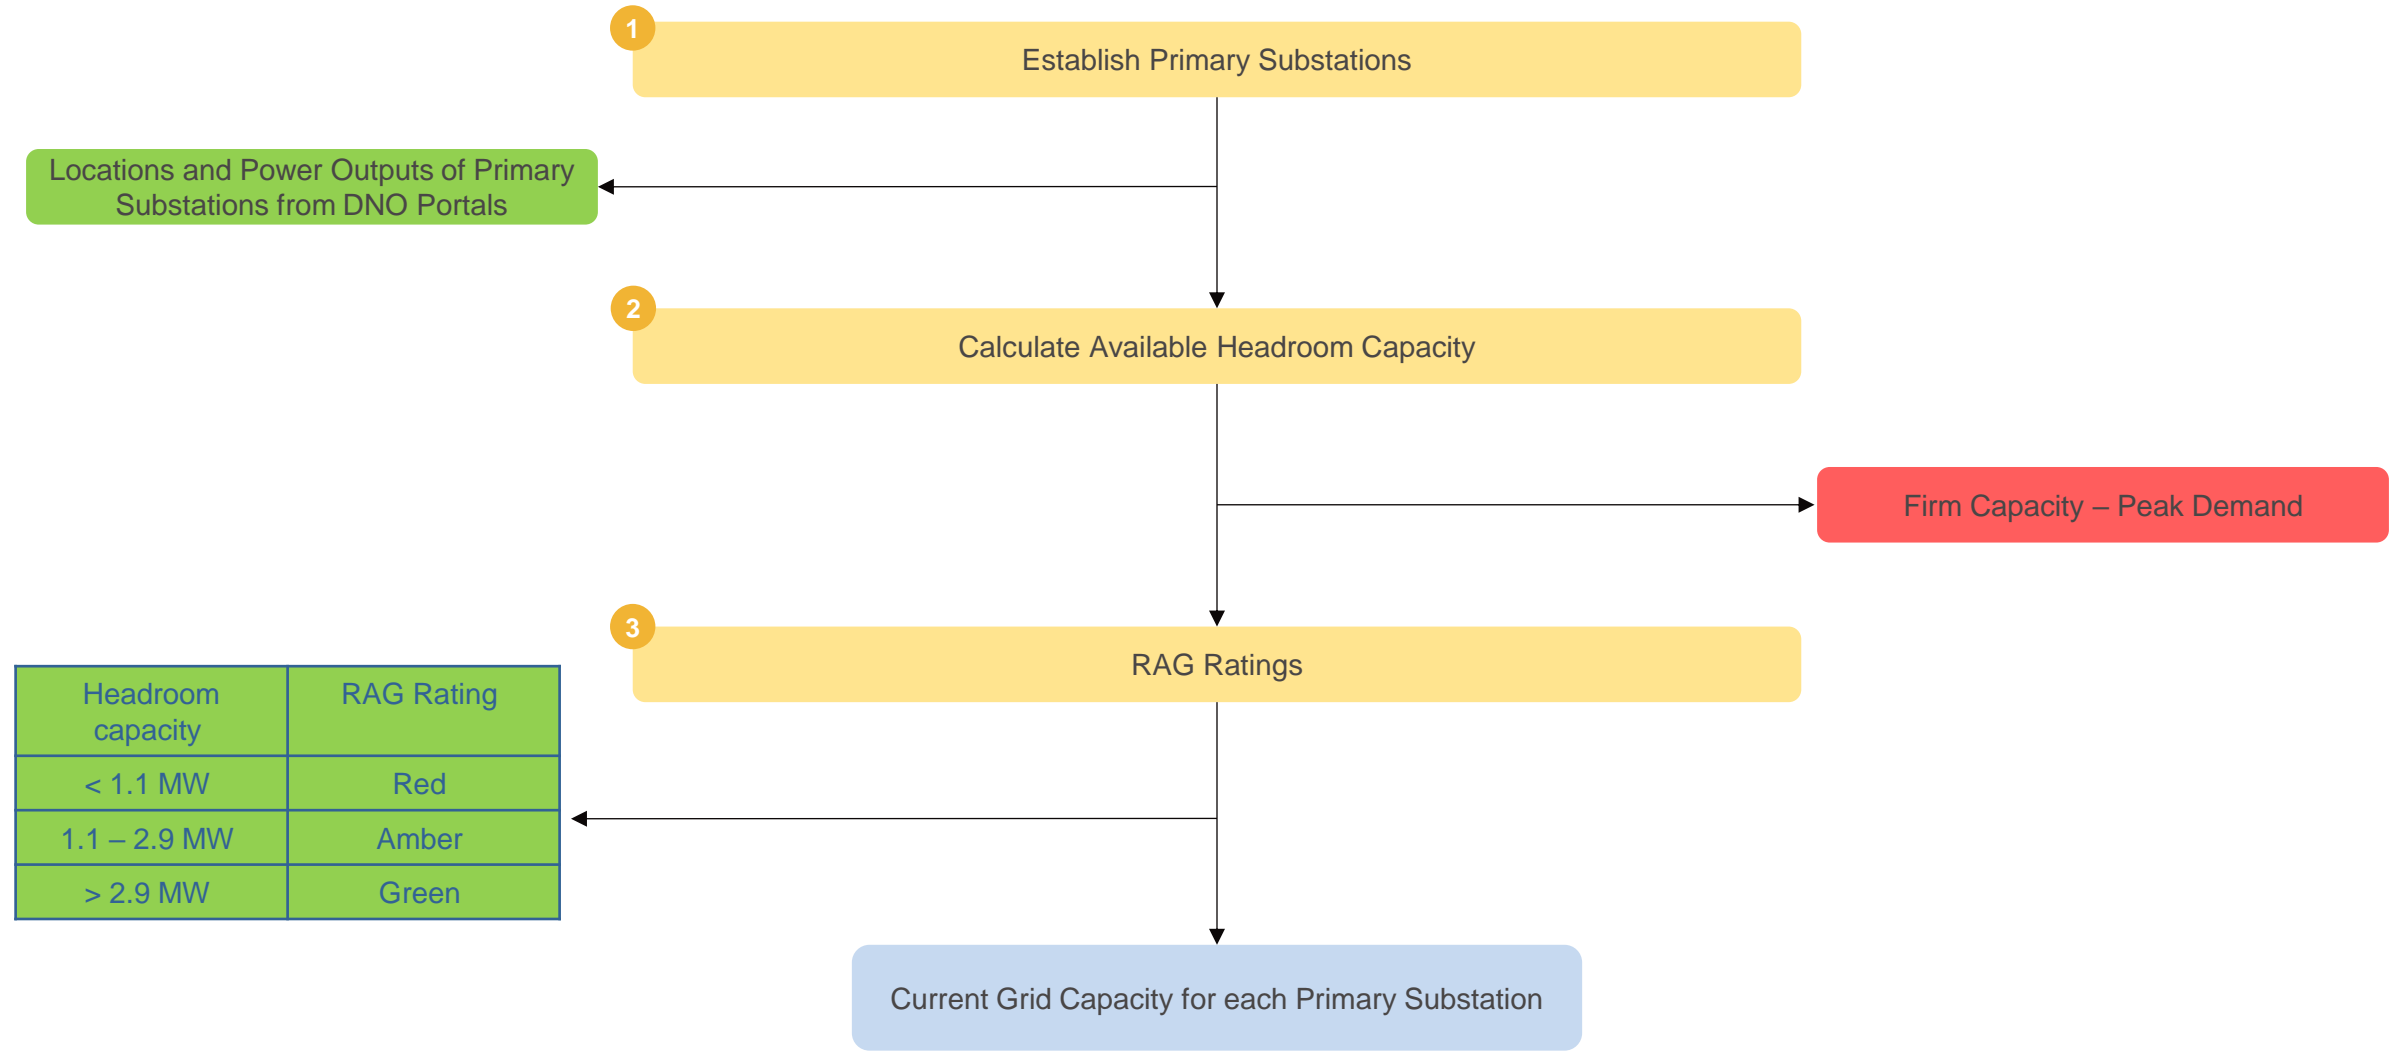 1
Establish Primary Substations
Locations and Power Outputs of Primary
Substations from DNO Portals
2
Calculate Available Headroom Capacity
Firm Capacity – Peak Demand
3
RAG Ratings
Headroom
capacity
RAG Rating
< 1.1 MW
Red
1.1 – 2.9 MW
Amber
> 2.9 MW
Green
Current Grid Capacity for each Primary Substation